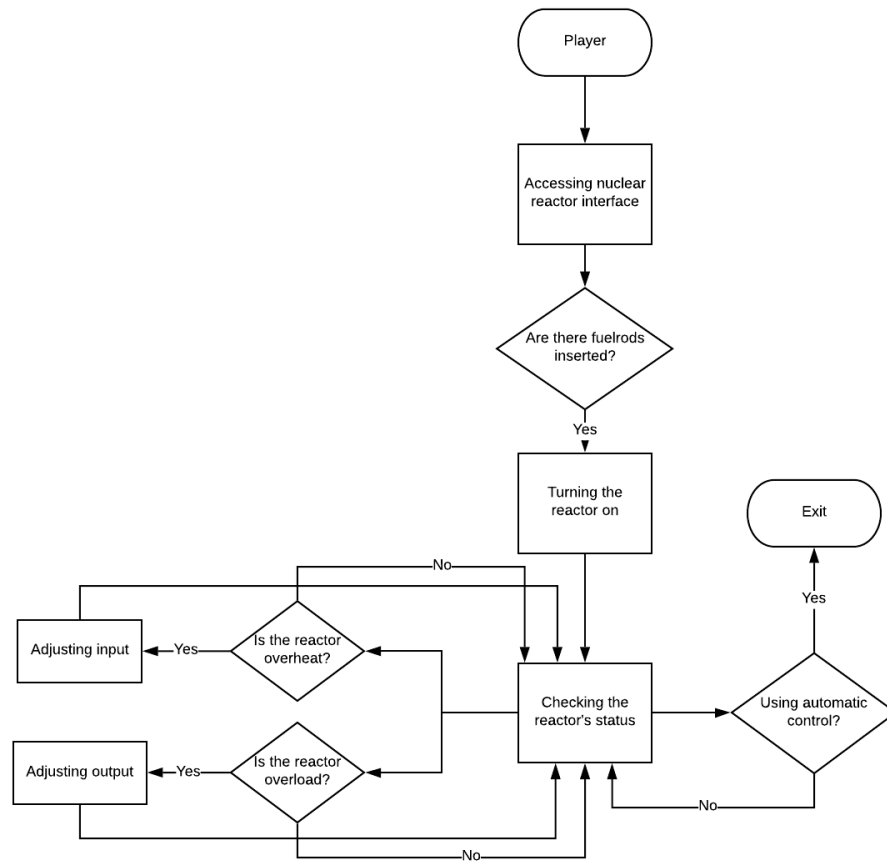 Player
Accessing nuclear
reactor interface
Are there fuelrods
inserted?
Yes
Turning the
reactor on
Exit
No
Yes
Adjusting input
Yes
Is the reactor
overheat?
Checking the
reactor's status
Using automatic
control?
Adjusting output
Yes
Is the reactor
overload?
No
No